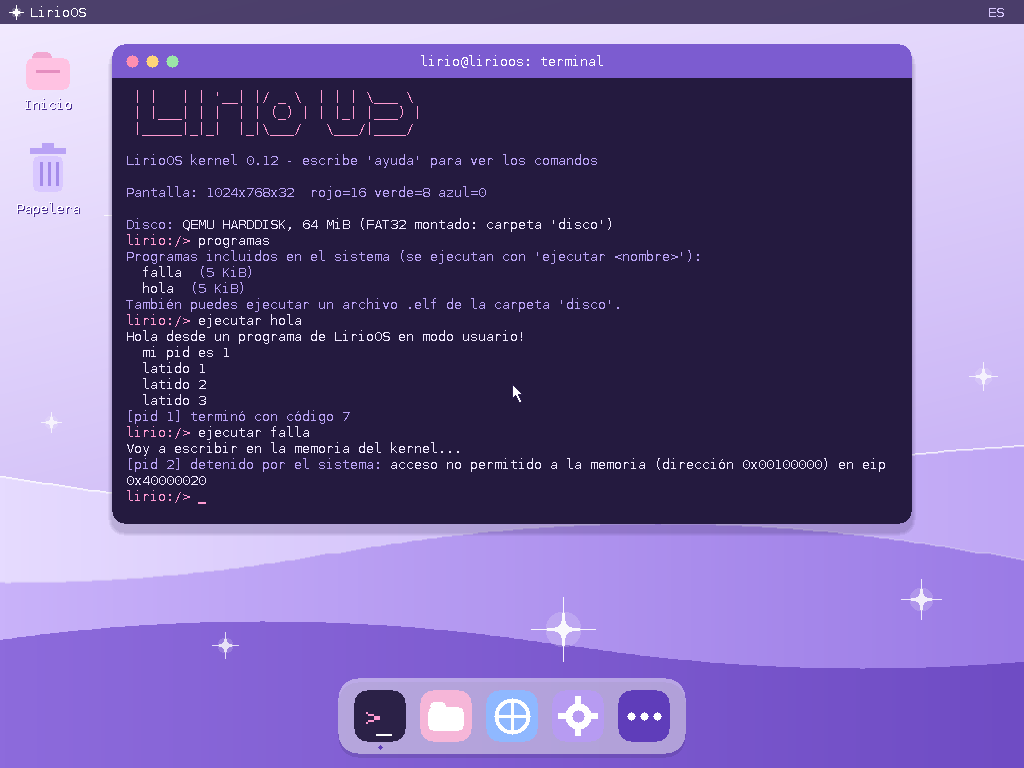 LirioOS
ES
lirio@lirioos: terminal
Inicio
Papelera
LirioOS kernel 0.12 - escribe 'ayuda' para ver los comandos
Pantalla: 1024x768x32  rojo=16 verde=8 azul=0
Disco: QEMU HARDDISK, 64 MiB (FAT32 montado: carpeta 'disco')
lirio:/> programas
Programas incluidos en el sistema (se ejecutan con 'ejecutar <nombre>'):
  falla  (5 KiB)
  hola  (5 KiB)
También puedes ejecutar un archivo .elf de la carpeta 'disco'.
lirio:/> ejecutar hola
Hola desde un programa de LirioOS en modo usuario!
  mi pid es 1
  latido 1
  latido 2
  latido 3
[pid 1] terminó con código 7
lirio:/> ejecutar falla
Voy a escribir en la memoria del kernel...
[pid 2] detenido por el sistema: acceso no permitido a la memoria (dirección 0x00100000) en eip
0x40000020
lirio:/> _
>_